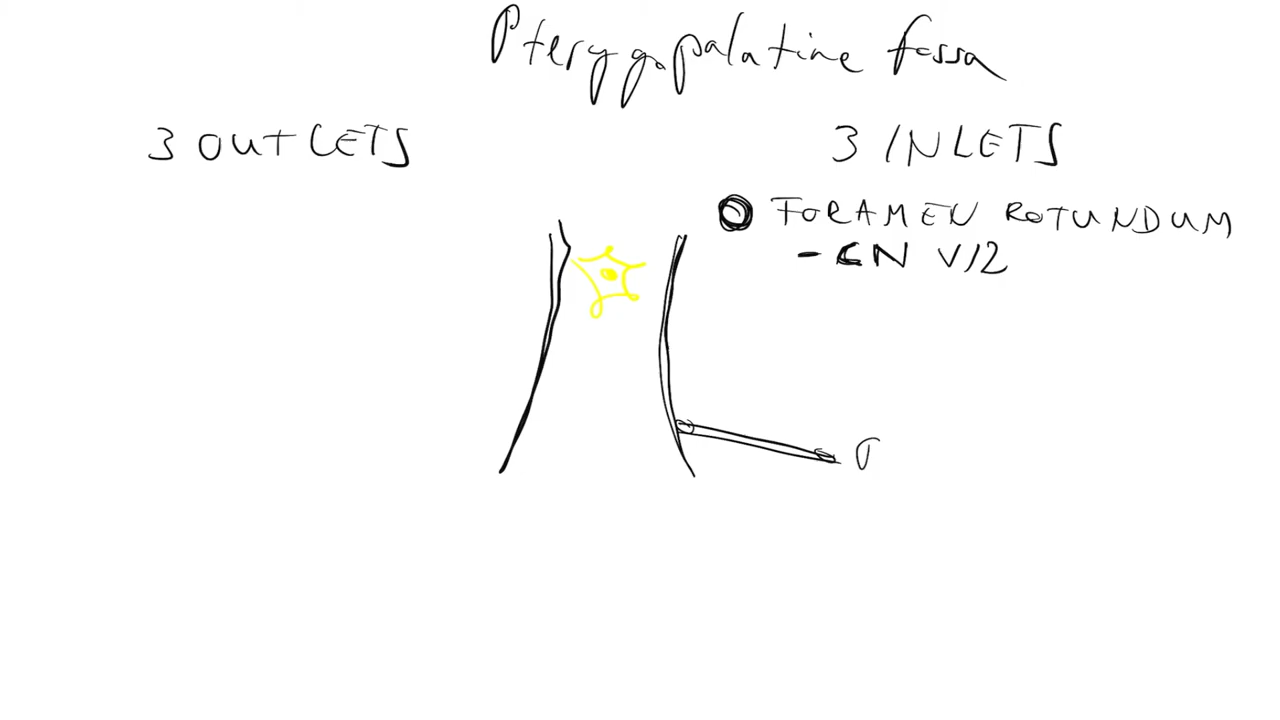 Pterygopalatine fossa
3 OUTLETS
3 INLETS
FORAMEN ROTUNDUM
- CN V/2